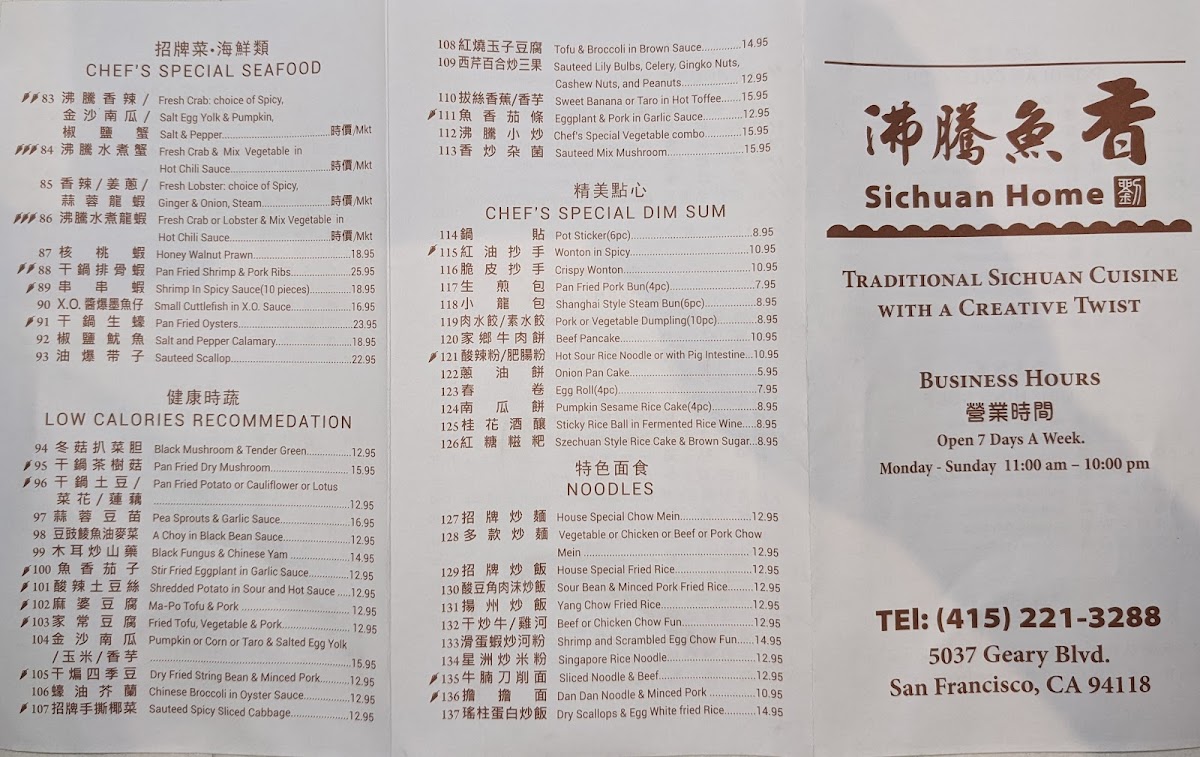 招牌菜•海鮮類
CHEF'S SPECIAL SEAFOOD
83 沸騰香辣/ Fresh Crab: choice of Spicy,
金沙南瓜/ Salt Egg Yolk & Pumpkin,
椒鹽蟹 Salt & Pepper..........時價/Mkt
84 沸騰水煮蟹 Fresh Crab & Mix Vegetable in
Hot Chili Sauce..........時價/Mkt
85 香辣/姜蔥/ Fresh Lobster: choice of Spicy,
蒜蓉龍蝦 Ginger & Onion, Steam..........時價/Mkt
86 沸騰水煮龍蝦 Fresh Crab or Lobster & Mix Vegetable in
Hot Chili Sauce..........時價/Mkt
87 核桃蝦 Honey Walnut Prawn..........18.95
88 干鍋排骨蝦 Pan Fried Shrimp & Pork Ribs..........25.95
89 串串蝦 Shrimp In Spicy Sauce(10 pieces)..........18.95
90 X.O.醬爆墨魚仔 Small Cuttlefish in X.O. Sauce..........16.95
91 干鍋生蠔 Pan Fried Oysters..........23.95
92 椒鹽魷魚 Salt and Pepper Calamary..........18.95
93 油爆帶子 Sauteed Scallop..........22.95
健康時蔬
LOW CALORIES RECOMMEDATION
94 冬菇扒菜胆 Black Mushroom & Tender Green..........12.95
95 干鍋茶樹菇 Pan Fried Dry Mushroom..........15.95
96 干鍋土豆/ Pan Fried Potato or Cauliflower or Lotus
菜花/蓮藕 ..........12.95
97 蒜蓉豆苗 Pea Sprouts & Garlic Sauce..........16.95
98 豆豉鯪魚油麥菜 A Choy in Black Bean Sauce..........12.95
99 木耳炒山藥 Black Fungus & Chinese Yam ..........14.95
100 魚香茄子 Stir Fried Eggplant in Garlic Sauce..........12.95
101 酸辣土豆絲 Shredded Potato in Sour and Hot Sauce ....12.95
102 麻婆豆腐 Ma-Po Tofu & Pork ..........12.95
103 家常豆腐 Fried Tofu Vegetable & Pork..........12.95
104 金沙南瓜 Pumpkin or Corn or Taro & Salted Egg Yolk
/玉米/香芋 ..........15.95
105 干煸四季豆 Dry Fried String Bean & Minced Pork..........12.95
106 蠔油芥蘭 Chinese Broccoli in Oyster Sauce..........12.95
107 招牌手撕椰菜 Sauteed Spicy Sliced Cabbage..........12.95
108 紅燒玉子豆腐 Tofu & Broccoli in Brown Sauce..........14.95
109 西芹百合炒三果 Sauteed Lily Bulbs, Celery, Gingko Nuts,
Cashew Nuts, and Peanuts.......... 12.95
110 拔絲香蕉/香芋 Sweet Banana or Taro in Hot Toffee......15.95
111 魚香茄條 Eggplant & Pork in Garlic Sauce..........12.95
112 沸騰小炒 Chef's Special Vegetable combo..........15.95
113 香炒杂菌 Sauteed Mix Mushroom..........15.95
精美點心
CHEF'S SPECIAL DIM SUM
114 鍋貼 Pot Sticker(6pc)..........8.95
115 紅油抄手 Wonton in Spicy..........10.95
116 脆皮抄手 Crispy Wonton..........10.95
117 生煎包 Pan Fried Pork Bun(4pc)..........7.95
118 小龍包 Shanghai Style Steam Bun(6pc)..........8.95
119 肉水餃/素水餃 Pork or Vegetable Dumpling(10pc)..........8.95
120 家鄉牛肉餅 Beef Pancake..........10.95
121 酸辣粉/肥腸粉 Hot Sour Rice Noodle or with Pig Intestine...10.95
122 蔥油餅 Onion Pan Cake..........5.95
123 春卷 Egg Roll(4pc)..........7.95
124 南瓜餅 Pumpkin Sesame Rice Cake(4pc)..........8.95
125 桂花酒釀 Sticky Rice Ball in Fermented Rice Wine.....8.95
126 紅糖糍粑 Szechuan Style Rice Cake & Brown Sugar...8.95
特色面食
NOODLES
127 招牌炒麵 House Special Chow Mein..........12.95
128 多款炒麵 Vegetable or Chicken or Beef or Pork Chow
Mein .......... 12.95
129 招牌炒飯 House Special Fried Rice..........12.95
130 酸豆角肉沫炒飯 Sour Bean & Minced Pork Fried Rice..........12.95
131 揚州炒飯 Yang Chow Fried Rice..........12.95
132 干炒牛/雞河 Beef or Chicken Chow Fun..........12.95
133 滑蛋蝦炒河粉 Shrimp and Scrambled Egg Chow Fun......14.95
134 星洲炒米粉 Singapore Rice Noodle..........12.95
135 牛腩刀削面 Sliced Noodle & Beef..........12.95
136 擔擔面 Dan Dan Noodle & Minced Pork ..........10.95
137 瑤柱蛋白炒飯 Dry Scallops & Egg White fried Rice..........14.95
沸騰魚香
Sichuan Home 劉
TRADITIONAL SICHUAN CUISINE
WITH A CREATIVE TWIST
BUSINESS HOURS
營業時間
Open 7 Days A Week.
Monday - Sunday 11:00 am – 10:00 pm
TEl: (415) 221-3288
5037 Geary Blvd.
San Francisco, CA 94118